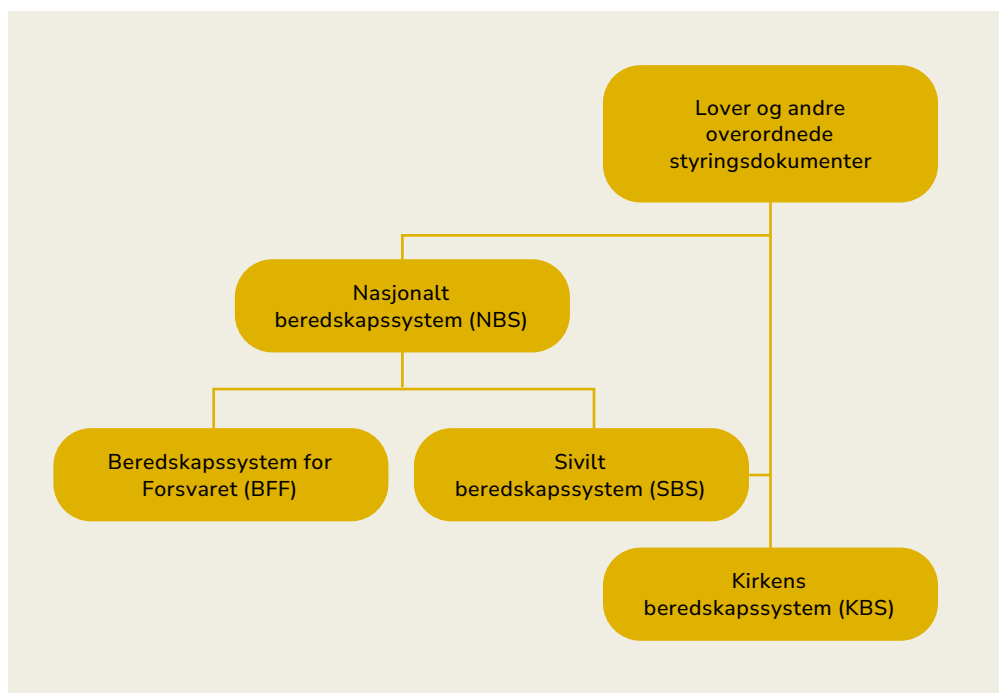 Lover og andre
overordnede
styringsdokumenter
Nasjonalt
beredskapssystem (NBS)
Beredskapssystem for
Forsvaret (BFF)
Sivilt
beredskapssystem (SBS)
Kirkens
beredskapssystem (KBS)